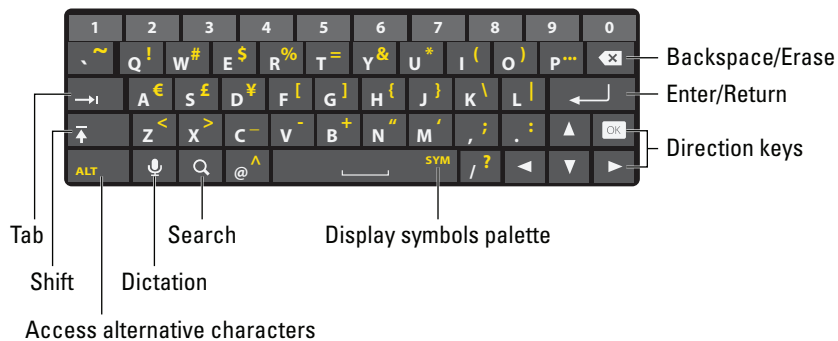 1 2 3 4 5 6 7 8 9 0
` ~ Q ! W # E $ R % T = Y & U * I ( O ) P ...
Backspace/Erase
A € S £ D ¥ F [ G ] H { J } K \ L |
Enter/Return
Z < X > C _ V - B + N “ M ‘ , ; . : OK
Direction keys
ALT @ ^ SYM / ?
Tab Search Display symbols palette
Shift Dictation
Access alternative characters